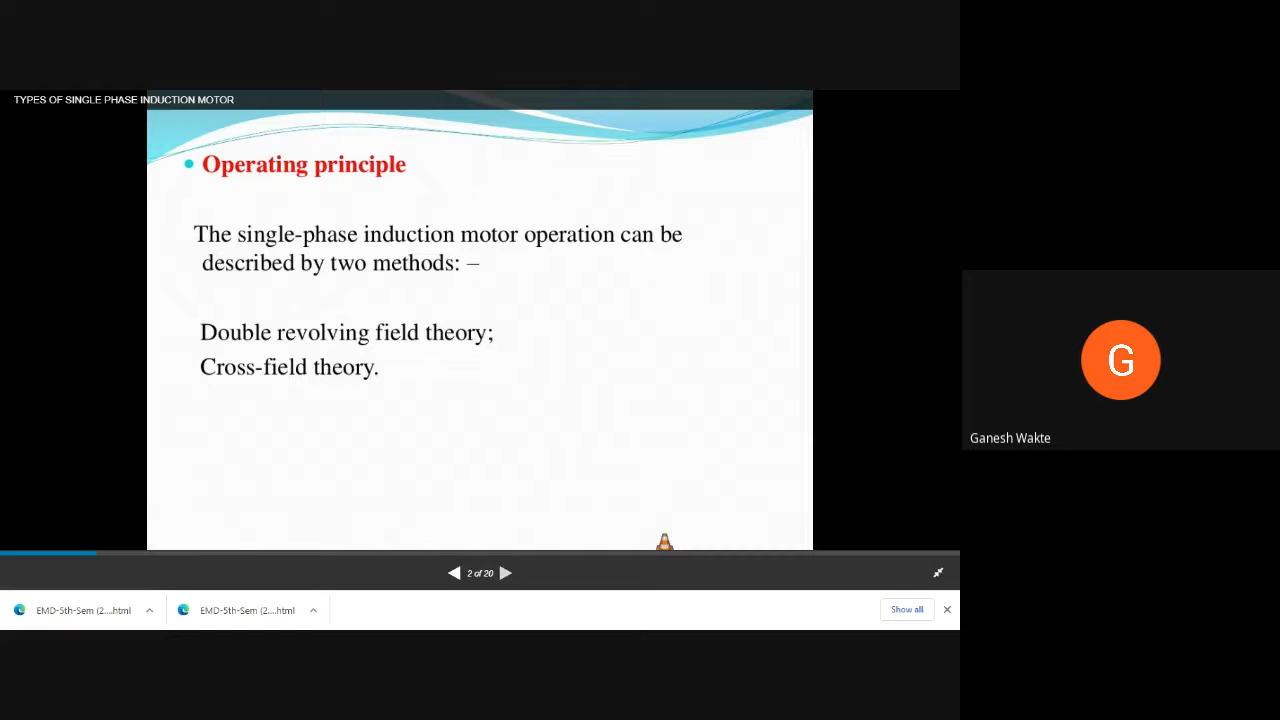 TYPES OF SINGLE PHASE INDUCTION MOTOR
Operating principle
The single-phase induction motor operation can be
described by two methods: –
Double revolving field theory;
Cross-field theory.
G
Ganesh Wakte
2 of 20
EMD-5th-Sem (2....html
EMD-5th-Sem (2....html
Show all